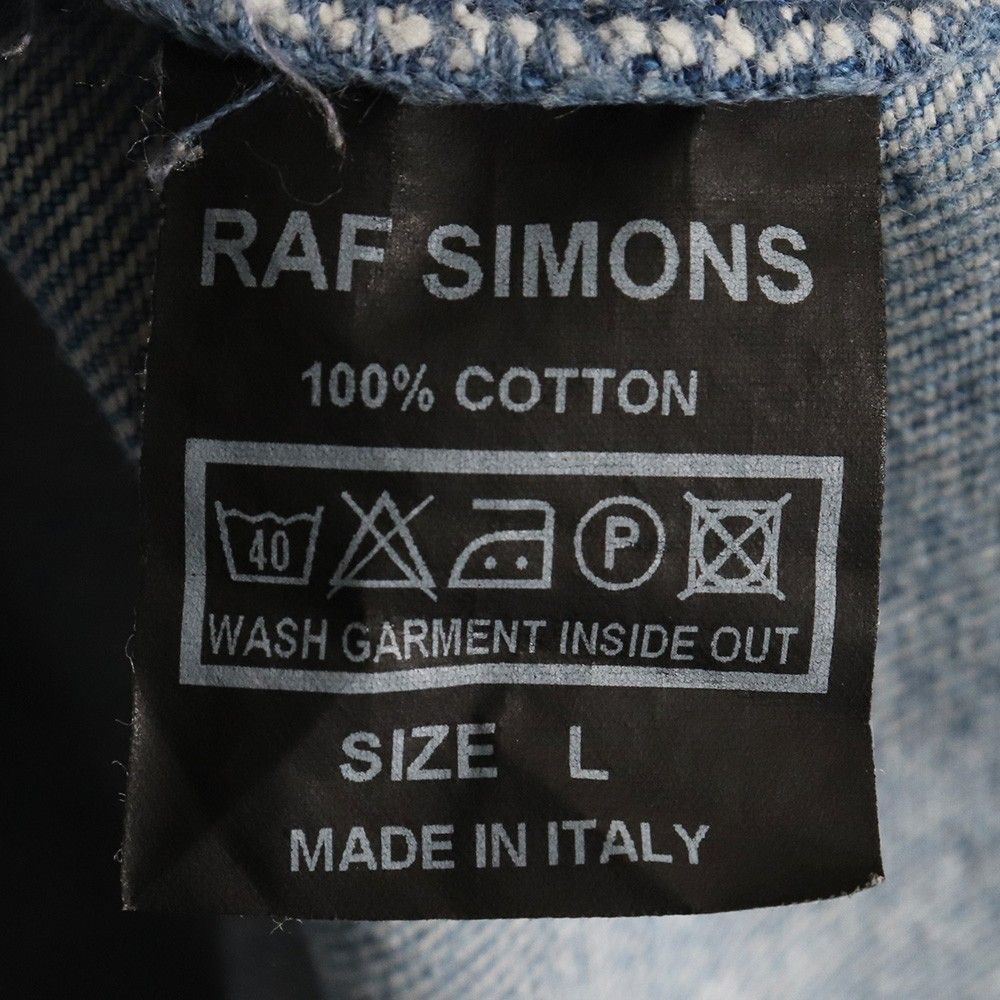 RAF SIMONS
100% COTTON
40 P
WASH GARMENT INSIDE OUT
SIZE L
MADE IN ITALY